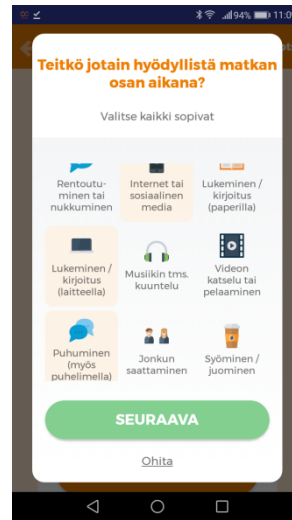 94% 11:0
Teitkö jotain hyödyllistä matkan
osan aikana?
Valitse kaikki sopivat
Rentoutu-
minen tai
nukkuminen
Internet tai
sosiaalinen
media
Lukeminen /
kirjoitus
(paperilla)
Lukeminen /
kirjoitus
(laitteella)
Musiikin tms.
kuuntelu
Videon
katselu tai
pelaaminen
Puhuminen
(myös
puhelimella)
Jonkun
saattaminen
Syöminen /
juominen
SEURAAVA
Ohita